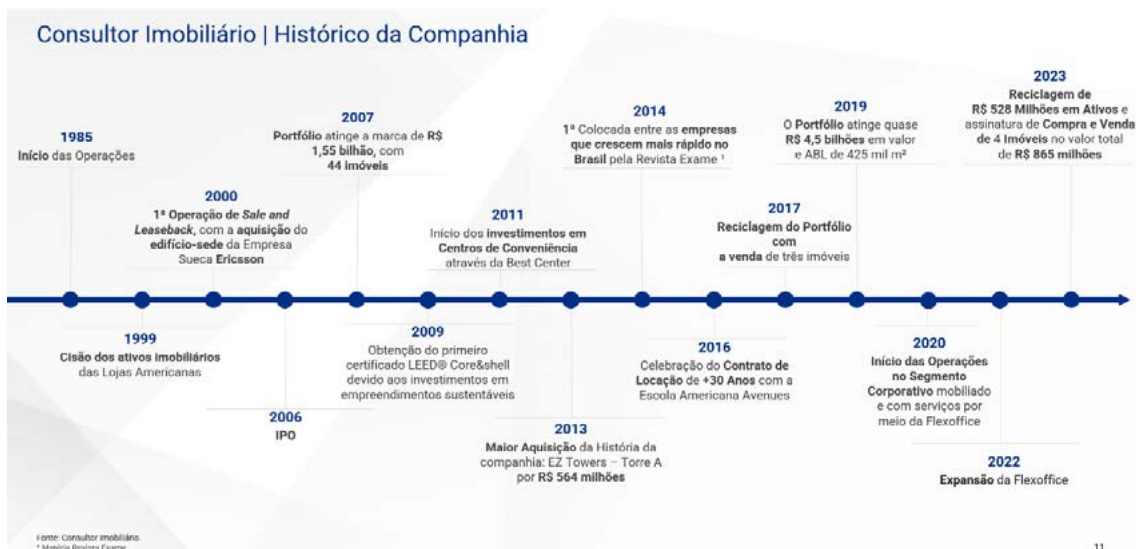 Consultor Imobiliário | Histórico da Companhia
1985
Início das Operações
1999
Cisão dos ativos imobiliários
das Lojas Americanas
2000
1ª Operação de Sale and
Leaseback, com a aquisição do
edifício-sede da Empresa
Sueca Ericsson
2006
IPO
2007
Portfólio atinge a marca de R$
1,55 bilhão, com
44 imóveis
2009
Obtenção do primeiro
certificado LEED® Core&shell
devido aos investimentos em
empreendimentos sustentáveis
2011
Início dos investimentos em
Centros de Conveniência
através da Best Center
2013
Maior Aquisição da História da
companhia: EZ Towers – Torre A
por R$ 564 milhões
2014
1ª Colocada entre as empresas
que crescem mais rápido no
Brasil pela Revista Exame ¹
2016
Celebração do Contrato de
Locação de +30 Anos com a
Escola Americana Avenues
2017
Reciclagem do Portfólio
com
a venda de três imóveis
2019
O Portfólio atinge quase
R$ 4,5 bilhões em valor
e ABL de 425 mil m²
2020
Início das Operações
no Segmento
Corporativo mobiliado
e com serviços por
meio da Flexoffice
2022
Expansão da Flexoffice
2023
Reciclagem de
R$ 528 Milhões em Ativos e
assinatura de Compra e Venda
de 4 Imóveis no valor total
de R$ 865 milhões
Fonte: Consultor Imobiliário.
¹ Matéria Revista Exame
11